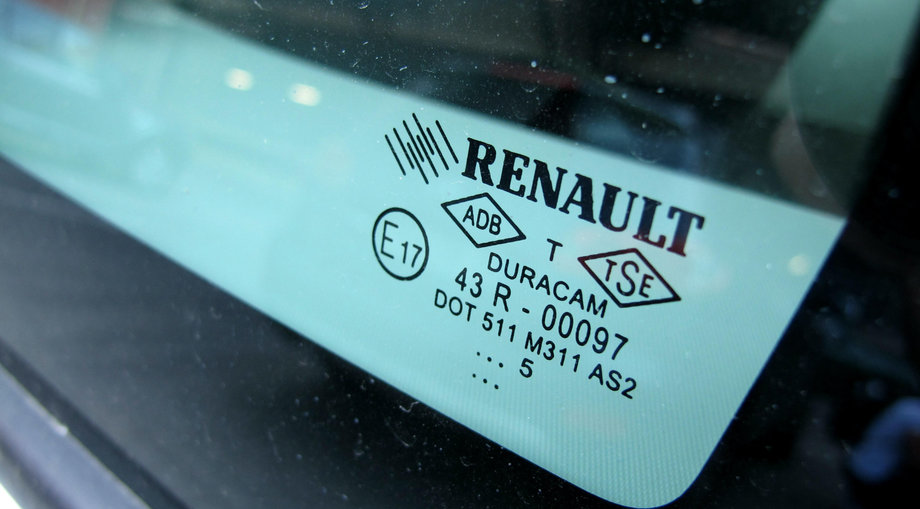 RENAULT
ADB T TSE
E17 DURACAM
43 R - 00097
DOT 511 M311 AS2
... 5
...